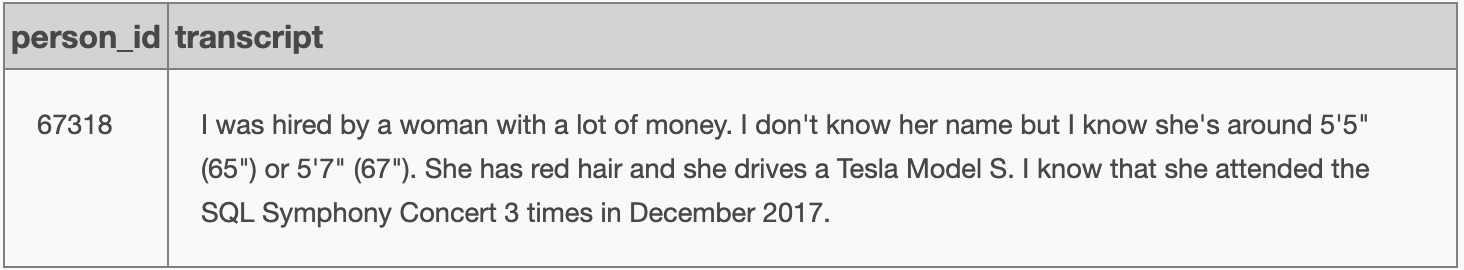 person_id transcript
67318 I was hired by a woman with a lot of money. I don't know her name but I know she's around 5'5"
(65") or 5'7" (67"). She has red hair and she drives a Tesla Model S. I know that she attended the
SQL Symphony Concert 3 times in December 2017.